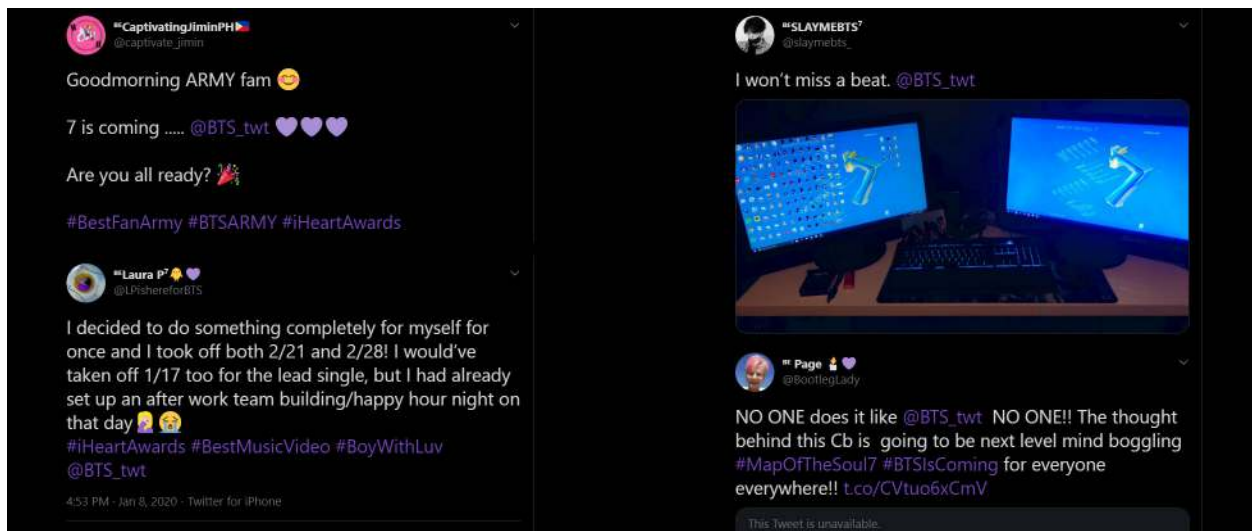 BTSCaptivatingJiminPH
@captivate_jimin
Goodmorning ARMY fam 😊
7 is coming ..... @BTS_twt 💜💜💜
Are you all ready? 🎉
#BestFanArmy #BTSARMY #iHeartAwards
Laura P⁷🐥💜
@LPishereforBTS
I decided to do something completely for myself for
once and I took off both 2/21 and 2/28! I would’ve
taken off 1/17 too for the lead single, but I had already
set up an after work team building/happy hour night on
that day🤦🏼‍♀️😭
#iHeartAwards #BestMusicVideo #BoyWithLuv
@BTS_twt
4:53 PM · Jan 8, 2020 · Twitter for iPhone
SLAYMEBTS⁷
@slaymebts_
I won’t miss a beat. @BTS_twt
Page 🕯️💜
@BootlegLady
NO ONE does it like @BTS_twt NO ONE!! The thought
behind this Cb is going to be next level mind boggling
#MapOfTheSoul7 #BTSIsComing for everyone
everywhere!! t.co/CVtuo6xCmV
This Tweet is unavailable.